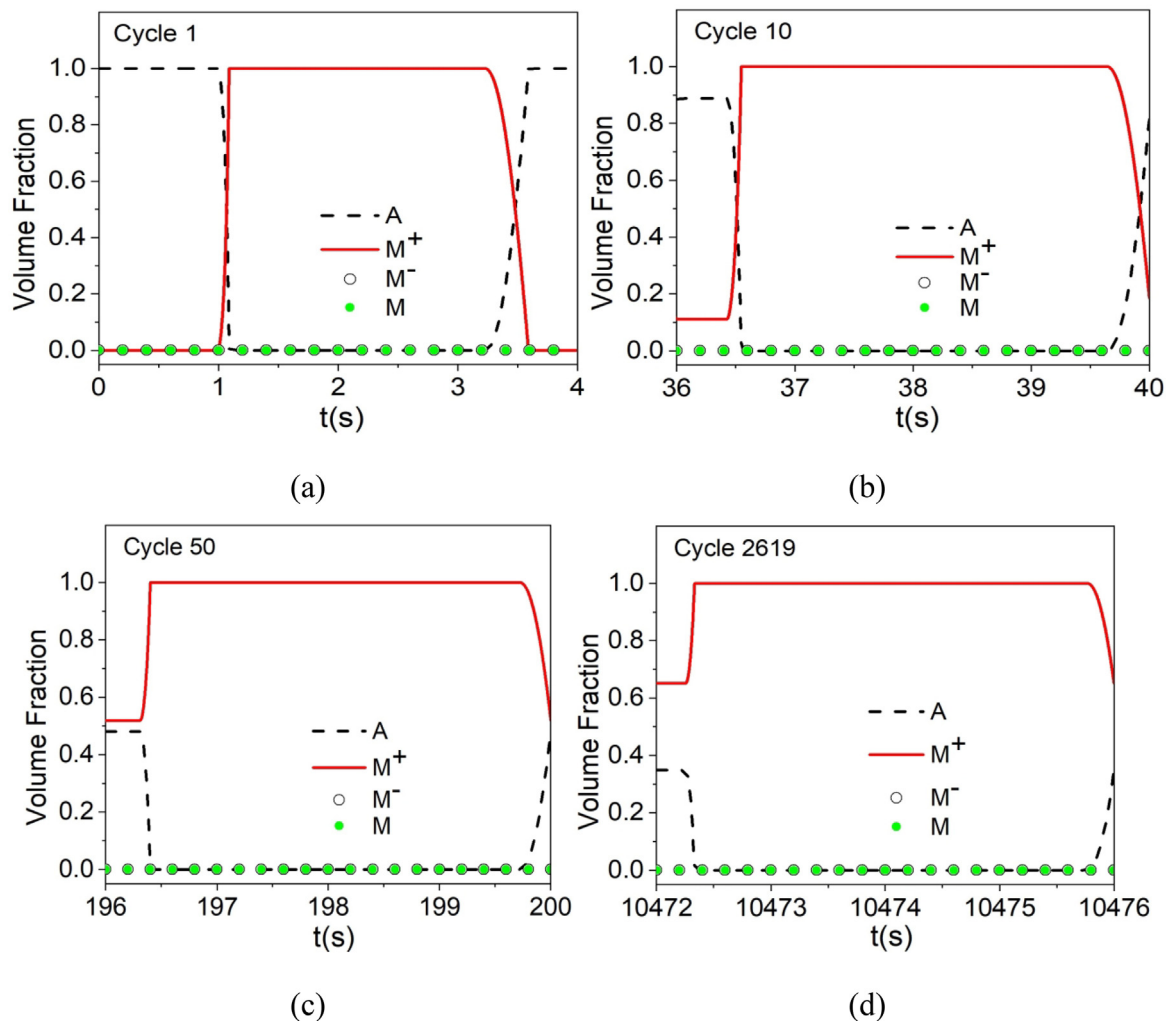 Cycle 1
1.0
0.8
0.6
0.4
0.2
0.0
Volume Fraction
A
M+
M-
M
0 1 2 3 4
t(s)
(a)
Cycle 10
1.0
0.8
0.6
0.4
0.2
0.0
Volume Fraction
A
M+
M-
M
36 37 38 39 40
t(s)
(b)
Cycle 50
1.0
0.8
0.6
0.4
0.2
0.0
Volume Fraction
A
M+
M-
M
196 197 198 199 200
t(s)
(c)
Cycle 2619
1.0
0.8
0.6
0.4
0.2
0.0
Volume Fraction
A
M+
M-
M
10472 10473 10474 10475 10476
t(s)
(d)